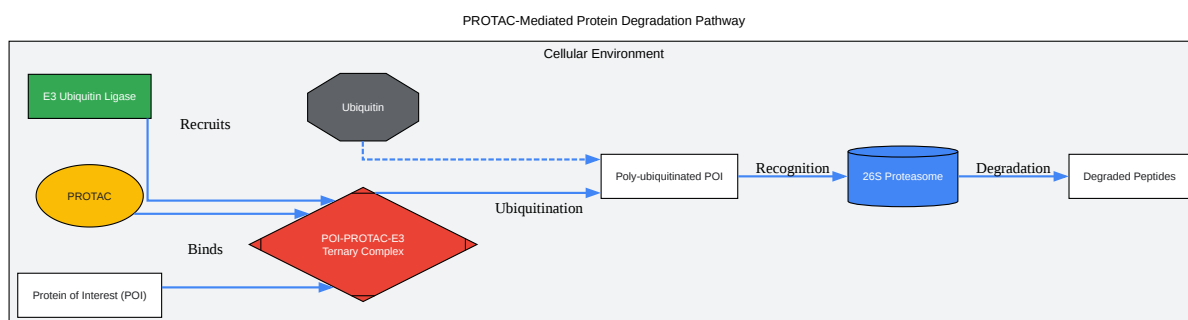 PROTAC-Mediated Protein Degradation Pathway
Cellular Environment
E3 Ubiquitin Ligase
Recruits
Ubiquitin
PROTAC
Poly-ubiquitinated POI
Recognition
26S Proteasome
Degradation
Degraded Peptides
Ubiquitination
POI-PROTAC-E3
Ternary Complex
Binds
Protein of Interest (POI)